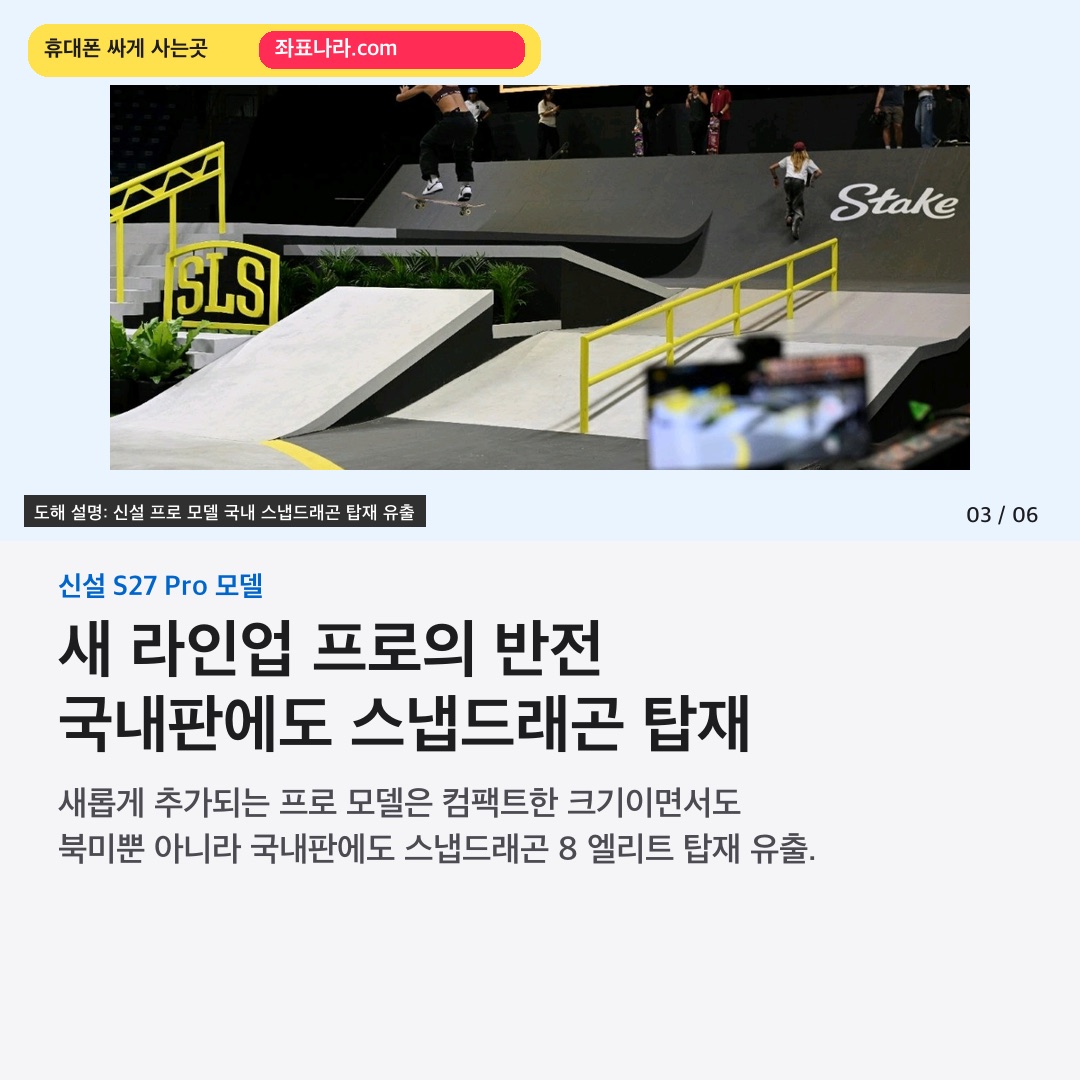 휴대폰 싸게 사는곳
좌표나라.com
Stake
SLS
도해 설명: 신설 프로 모델 국내 스냅드래곤 탑재 유출
03 / 06
신설 S27 Pro 모델
새 라인업 프로의 반전
국내판에도 스냅드래곤 탑재
새롭게 추가되는 프로 모델은 컴팩트한 크기이면서도
북미뿐 아니라 국내판에도 스냅드래곤 8 엘리트 탑재 유출.